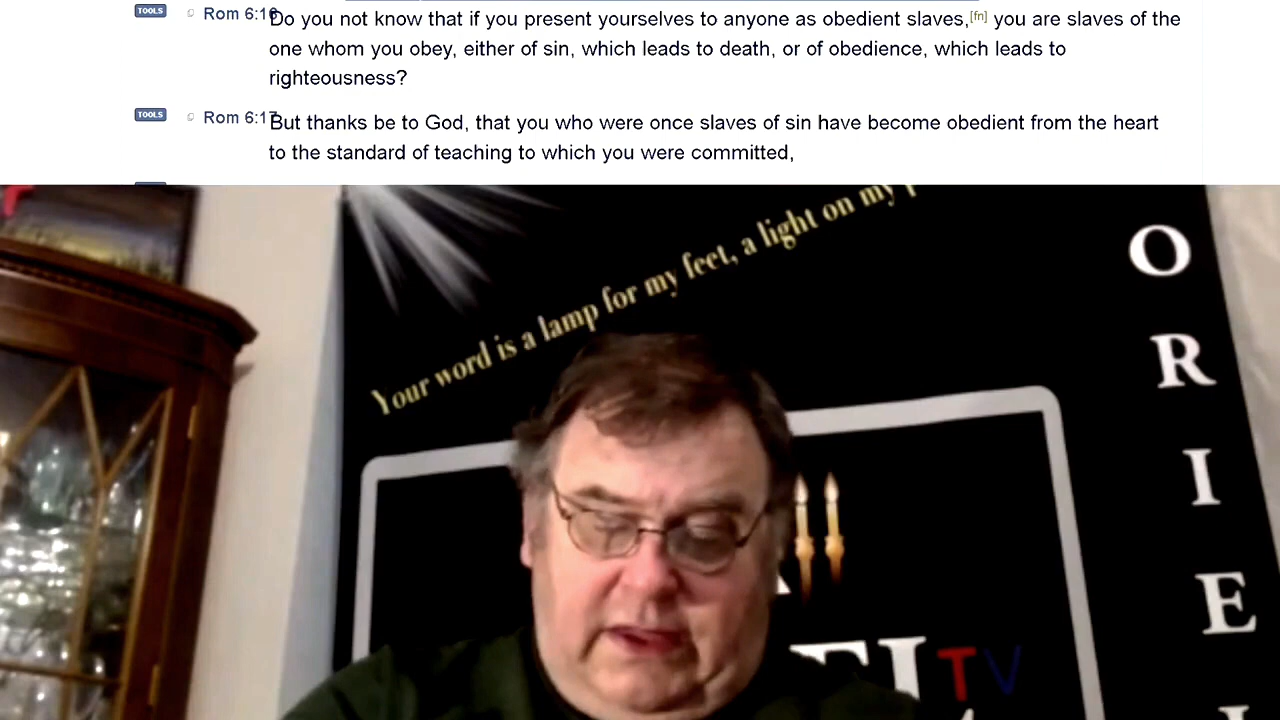 TOOLS Rom 6:16 Do you not know that if you present yourselves to anyone as obedient slaves,[fn] you are slaves of the
one whom you obey, either of sin, which leads to death, or of obedience, which leads to
righteousness?
TOOLS Rom 6:17 But thanks be to God, that you who were once slaves of sin have become obedient from the heart
to the standard of teaching to which you were committed,
Your word is a lamp for my feet, a light on my
O
R
I
E
TV